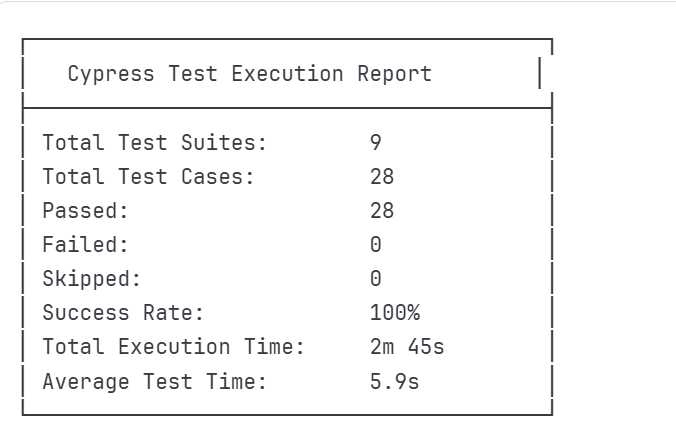 Cypress Test Execution Report
Total Test Suites: 9
Total Test Cases: 28
Passed: 28
Failed: 0
Skipped: 0
Success Rate: 100%
Total Execution Time: 2m 45s
Average Test Time: 5.9s